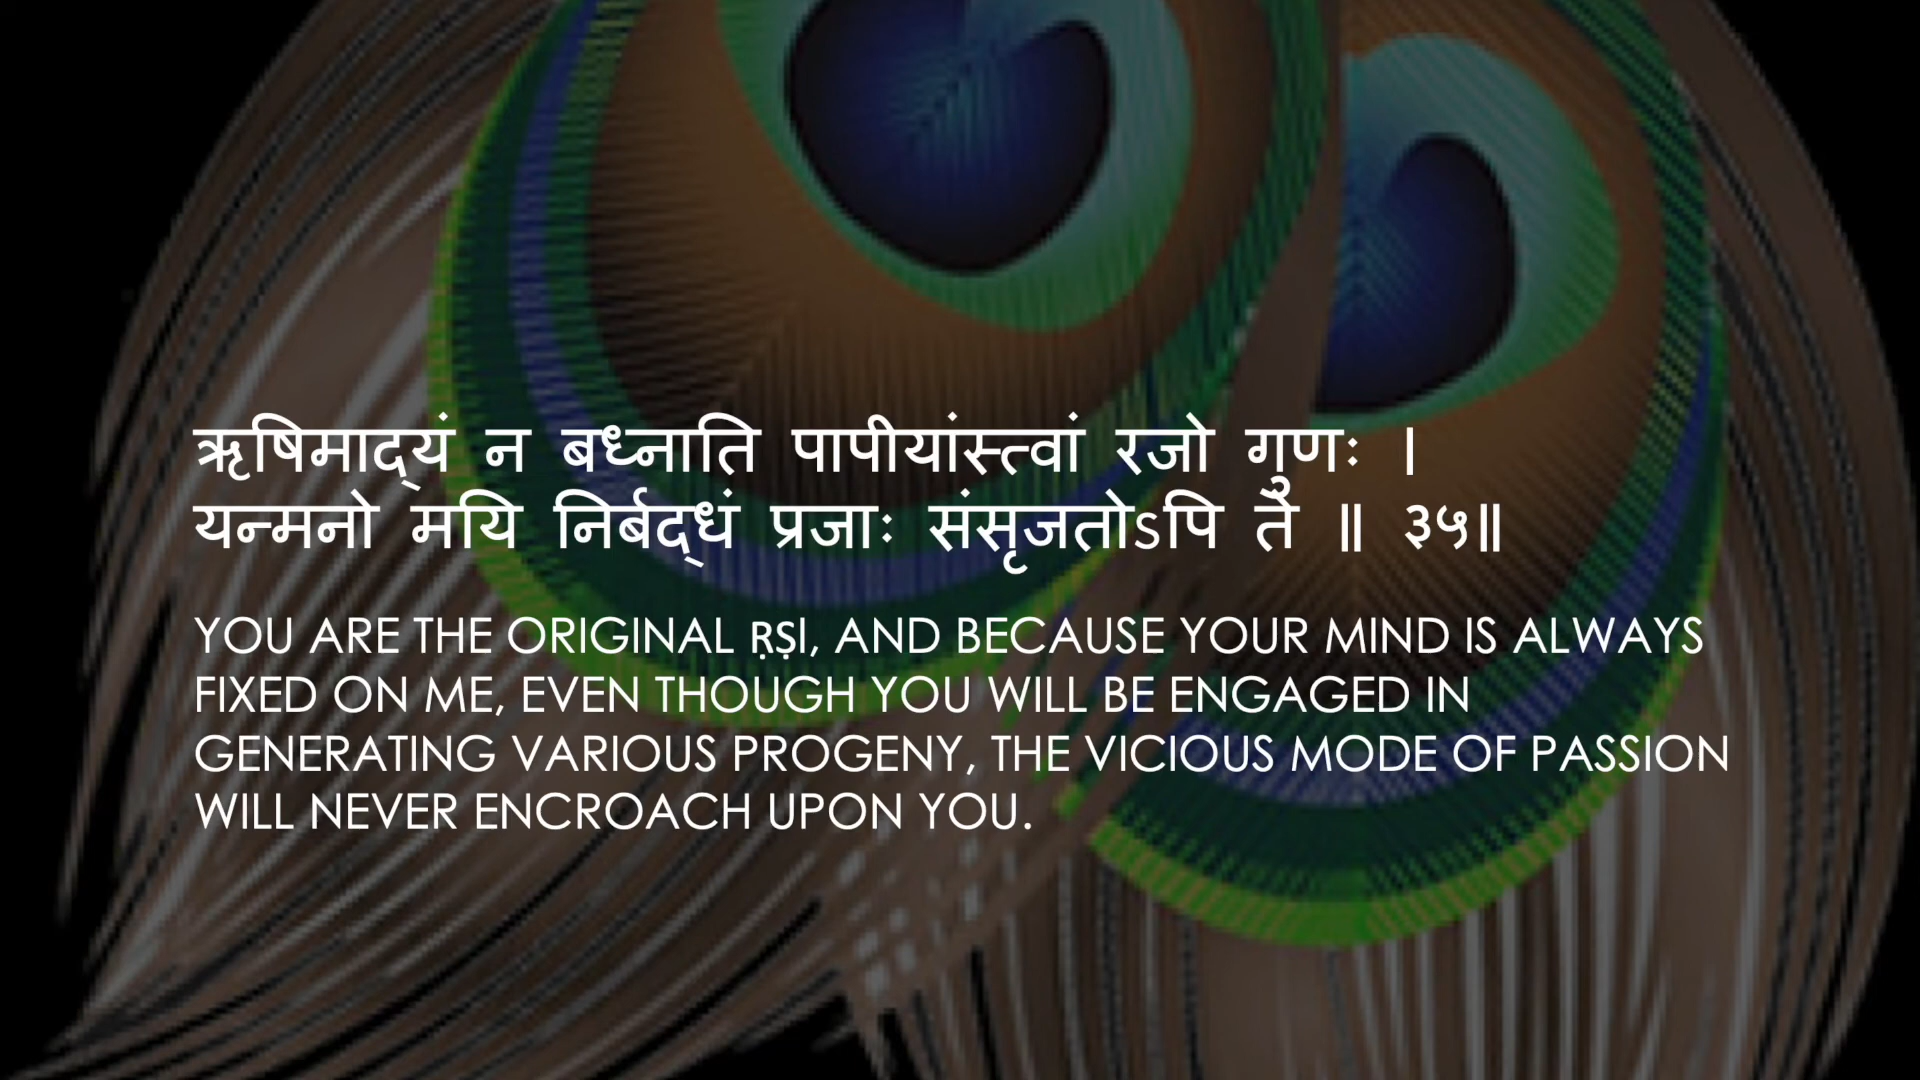 ऋषिमाद्‌यं न बध्नाति पापीयांस्त्वां रजो गुणः ।
यन्मनो मयि निर्बद्‌धं प्रजाः संसृजतोऽपि ते ॥ ३५॥
YOU ARE THE ORIGINAL ṚṢI, AND BECAUSE YOUR MIND IS ALWAYS
FIXED ON ME, EVEN THOUGH YOU WILL BE ENGAGED IN
GENERATING VARIOUS PROGENY, THE VICIOUS MODE OF PASSION
WILL NEVER ENCROACH UPON YOU.